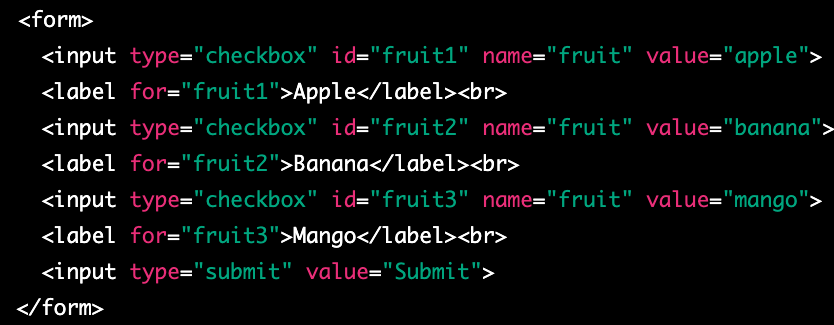 <form>
<input type="checkbox" id="fruit1" name="fruit" value="apple">
<label for="fruit1">Apple</label><br>
<input type="checkbox" id="fruit2" name="fruit" value="banana">
<label for="fruit2">Banana</label><br>
<input type="checkbox" id="fruit3" name="fruit" value="mango">
<label for="fruit3">Mango</label><br>
<input type="submit" value="Submit">
</form>